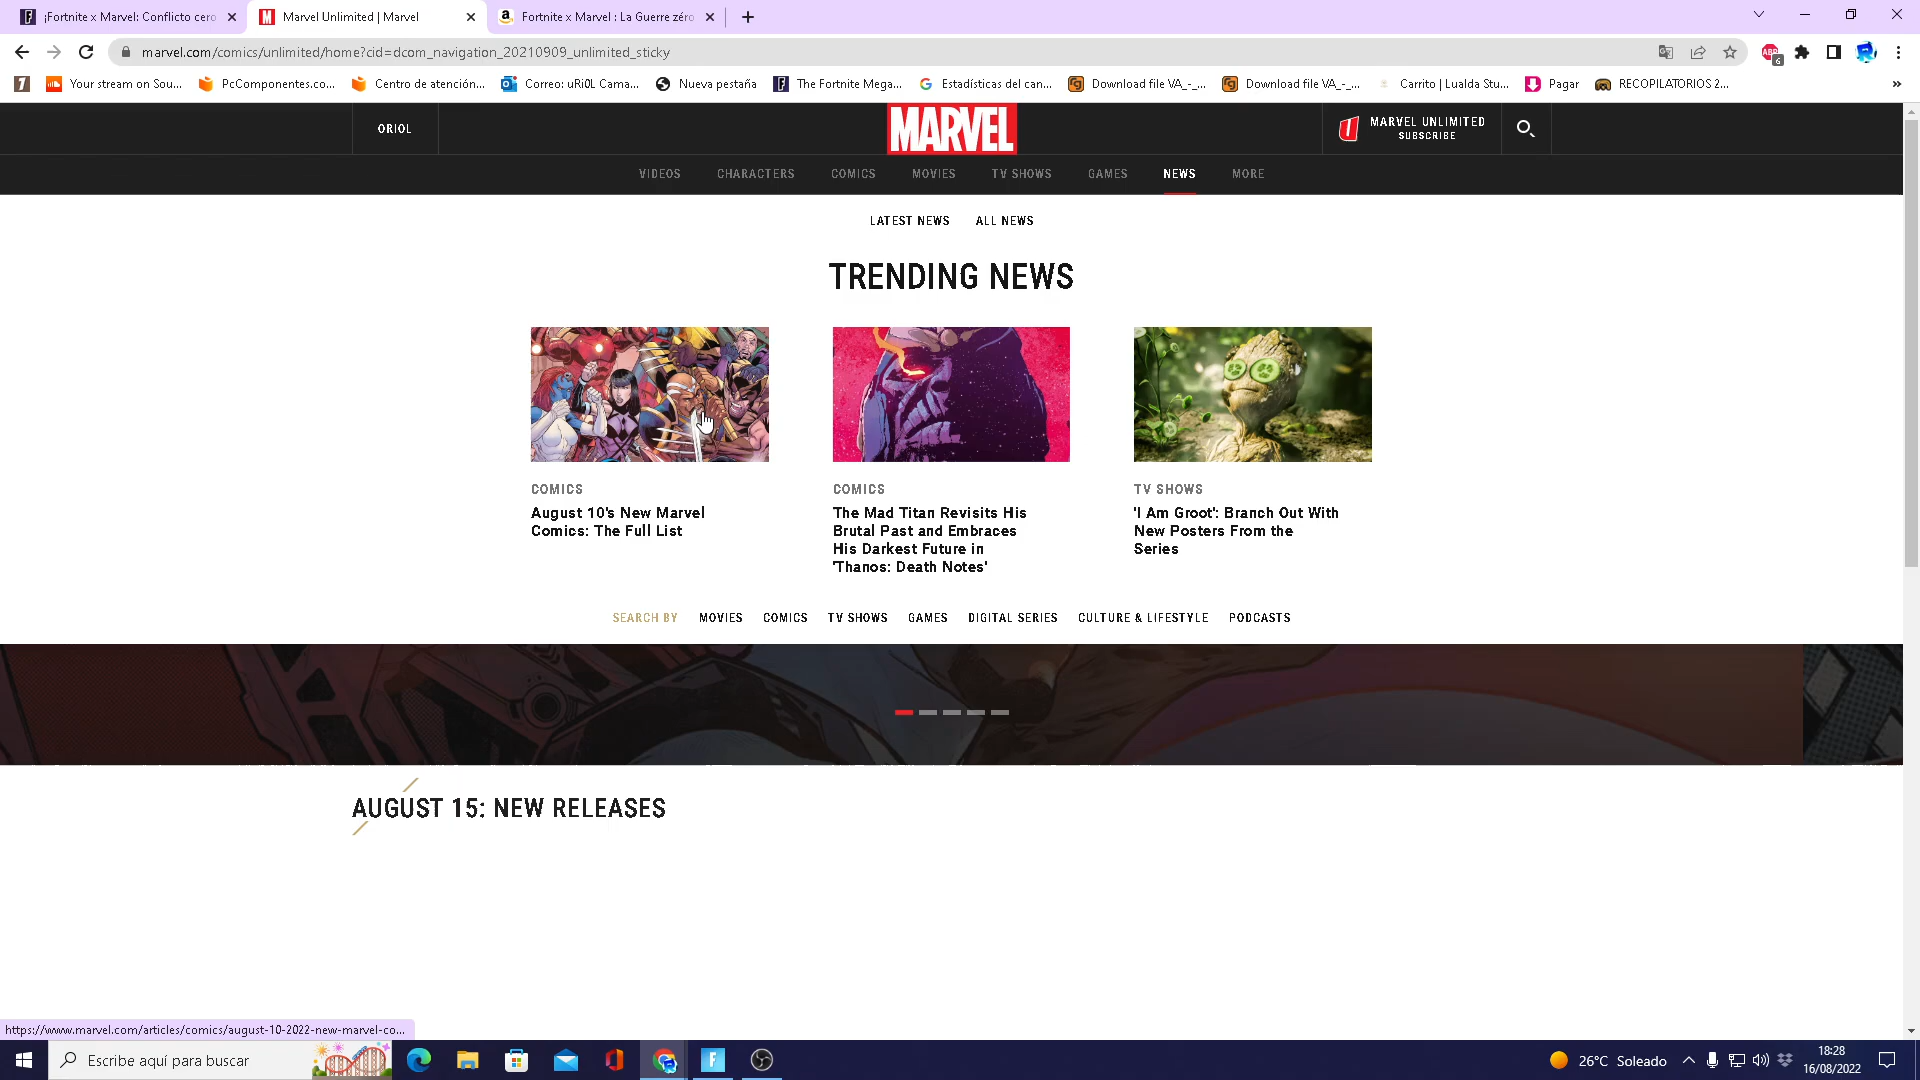 ¡Fortnite x Marvel: Conflicto cero
Marvel Unlimited | Marvel
Fortnite x Marvel : La Guerre zéro
marvel.com/comics/unlimited/home?cid=dcom_navigation_20210909_unlimited_sticky
ABP
6
Your stream on Sou...
PcComponentes.co...
Centro de atención...
Correo: uRi0L Cama...
Nueva pestaña
The Fortnite Mega...
Estadísticas del can...
Download file VA_-_...
Download file VA_-_...
Carrito | Lualda Stu...
Pagar
RECOPILATORIOS 2...
ORIOL
MARVEL
MARVEL UNLIMITED
SUBSCRIBE
VIDEOS CHARACTERS COMICS MOVIES TV SHOWS GAMES NEWS MORE
LATEST NEWS ALL NEWS
TRENDING NEWS
COMICS
August 10's New Marvel
Comics: The Full List
COMICS
The Mad Titan Revisits His
Brutal Past and Embraces
His Darkest Future in
'Thanos: Death Notes'
TV SHOWS
'I Am Groot': Branch Out With
New Posters From the
Series
SEARCH BY MOVIES COMICS TV SHOWS GAMES DIGITAL SERIES CULTURE & LIFESTYLE PODCASTS
AUGUST 15: NEW RELEASES
https://www.marvel.com/articles/comics/august-10-2022-new-marvel-co...
Escribe aquí para buscar
26°C Soleado
18:28
16/08/2022